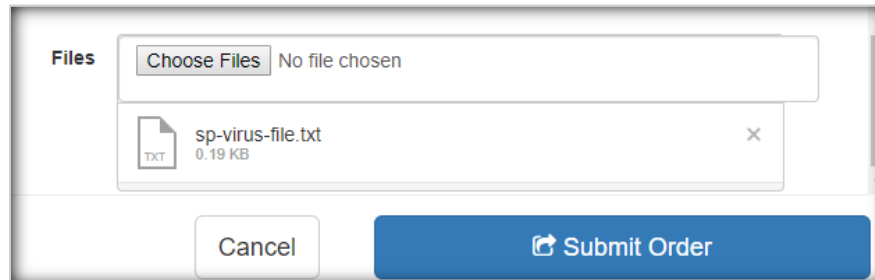 Files
Choose Files No file chosen
sp-virus-file.txt
TXT
0.19 KB
Cancel
Submit Order